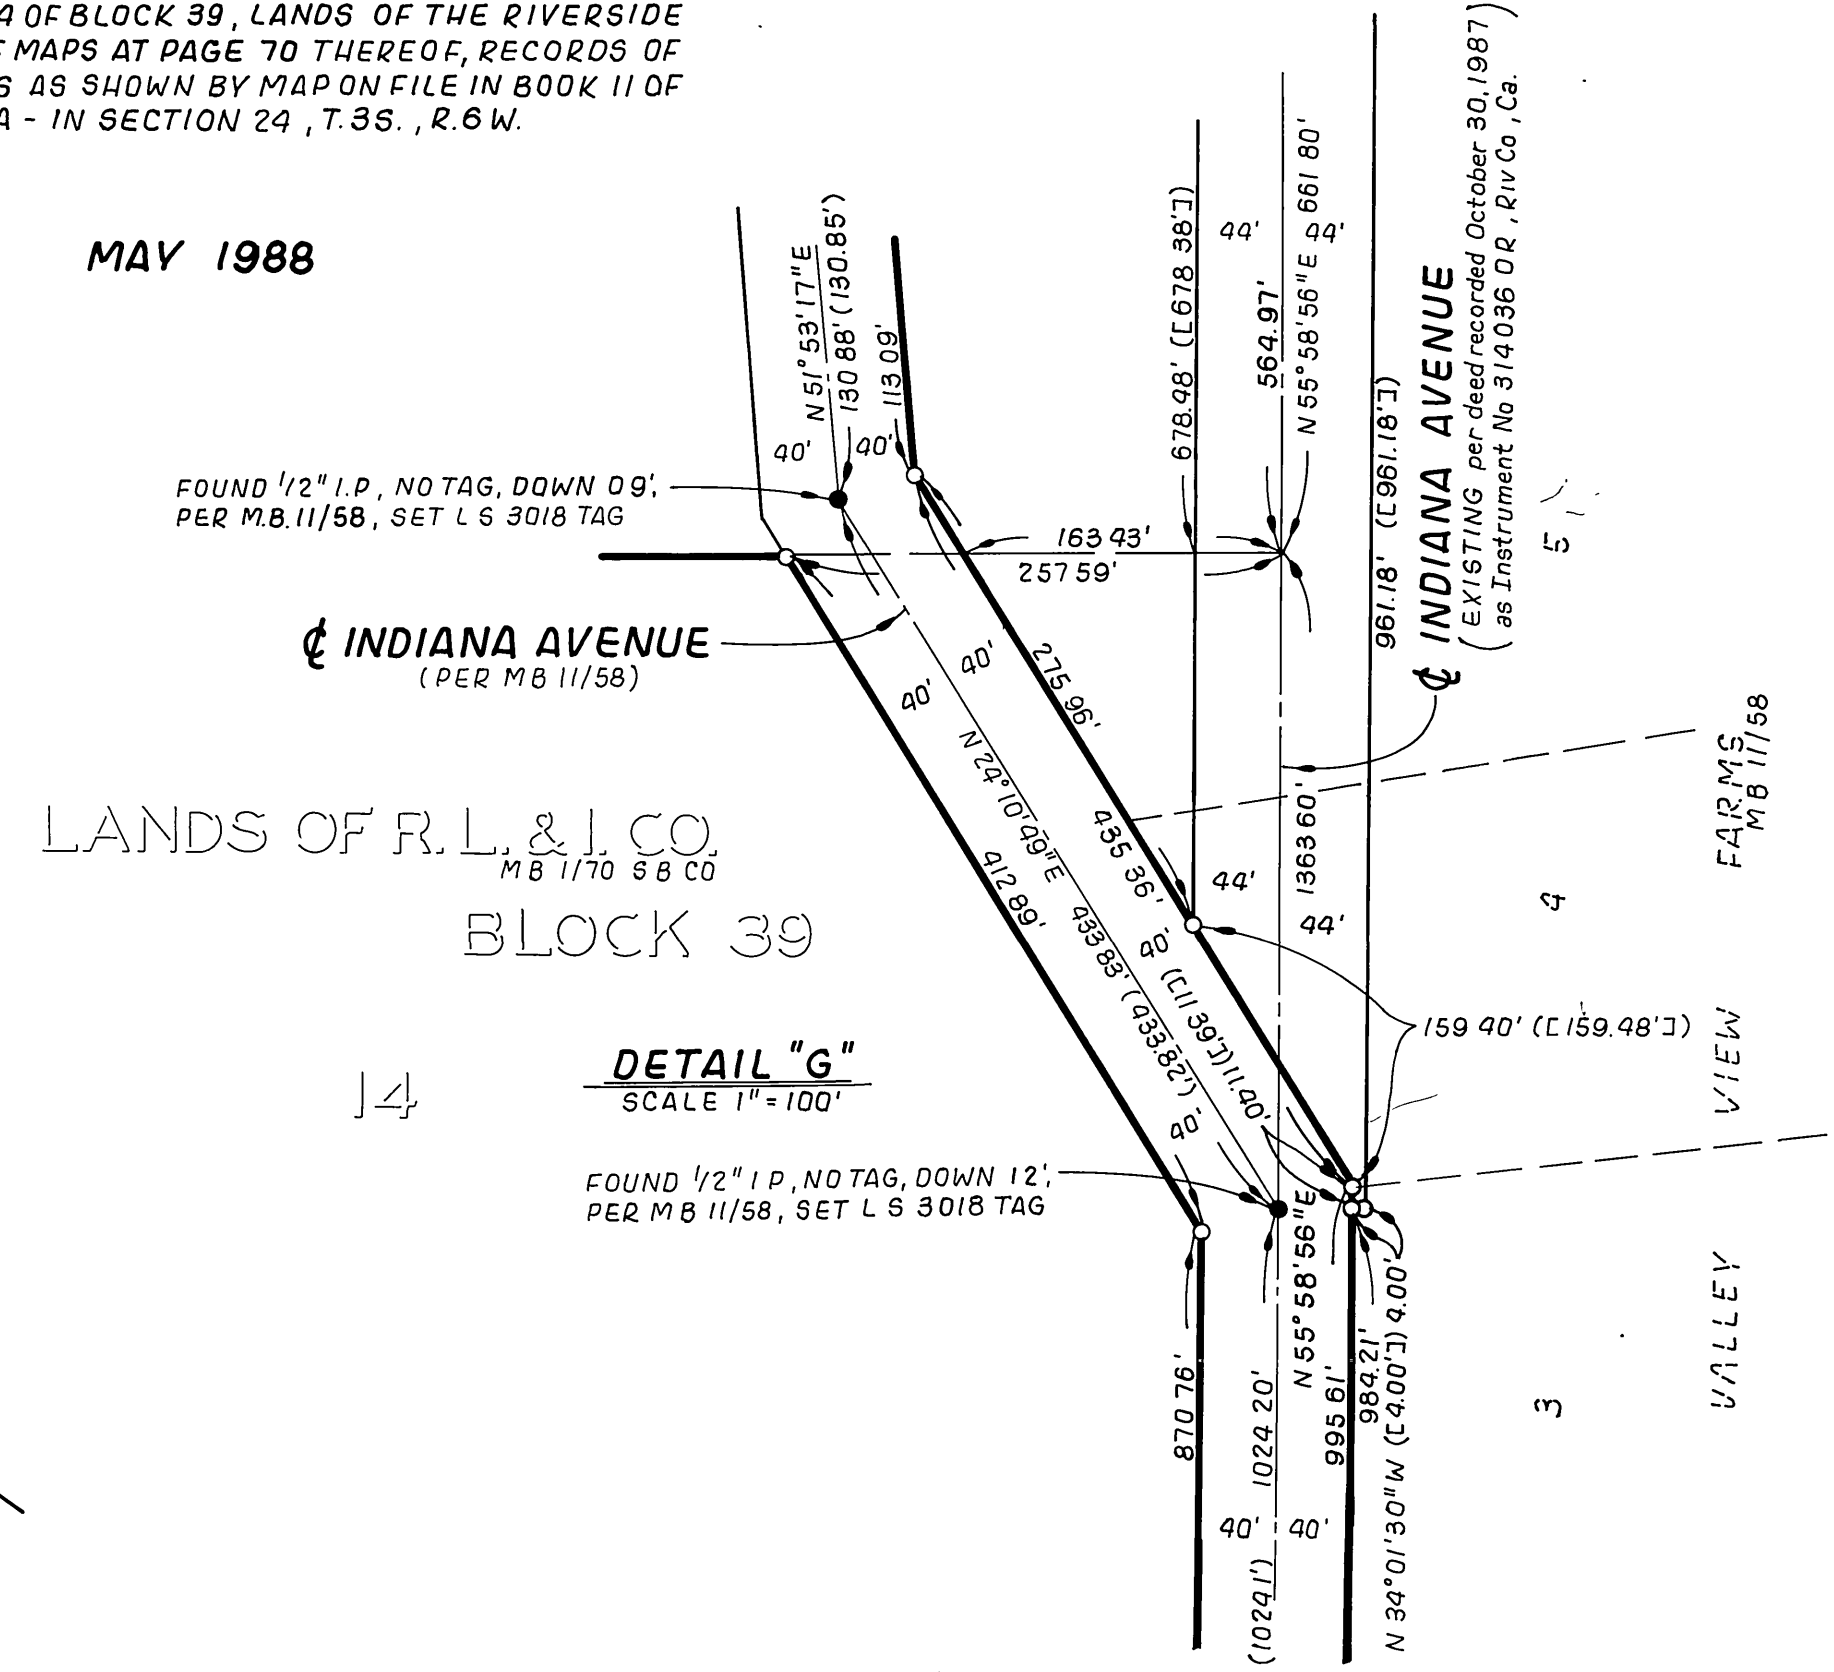 4 OF BLOCK 39, LANDS OF THE RIVERSIDE
MAPS AT PAGE 70 THEREOF, RECORDS OF
S AS SHOWN BY MAP ON FILE IN BOOK 11 OF
A - IN SECTION 24, T.3S., R.6W.
MAY 1988
N 51°53'17"E
130 88' (130.85')
113 09'
40'
40'
678.48' ([678 38'])
44'
44'
564.97'
N 55°58'56"E 661 80'
961.18' ([961.18'])
℄ INDIANA AVENUE
(EXISTING per deed recorded October 30, 1987
as Instrument No 314036 OR, Riv Co, Ca.)
FOUND 1/2" I.P, NO TAG, DOWN 0 9',
PER M.B. 11/58, SET L S 3018 TAG
163 43'
257 59'
5
℄ INDIANA AVENUE
(PER MB 11/58)
40'
40'
275 96'
N 24°10'49"E
433 83' (433.82')
412 89'
435 36'
1363 60'
44'
44'
40'
([11 39']) 11.40'
40'
159 40' ([159.48'])
LANDS OF R. L. & I. CO.
MB 1/70 S B CO
BLOCK 39
14
DETAIL "G"
SCALE 1" = 100'
FOUND 1/2" I P, NO TAG, DOWN 12',
PER MB 11/58, SET L S 3018 TAG
4
3
VALLEY VIEW FARMS
MB 11/58
N 55°58'56"E
870 76'
1024 20'
(1024 1')
995 61'
984.21'
N 34°01'30"W ([4.00']) 4.00'
40'
40'